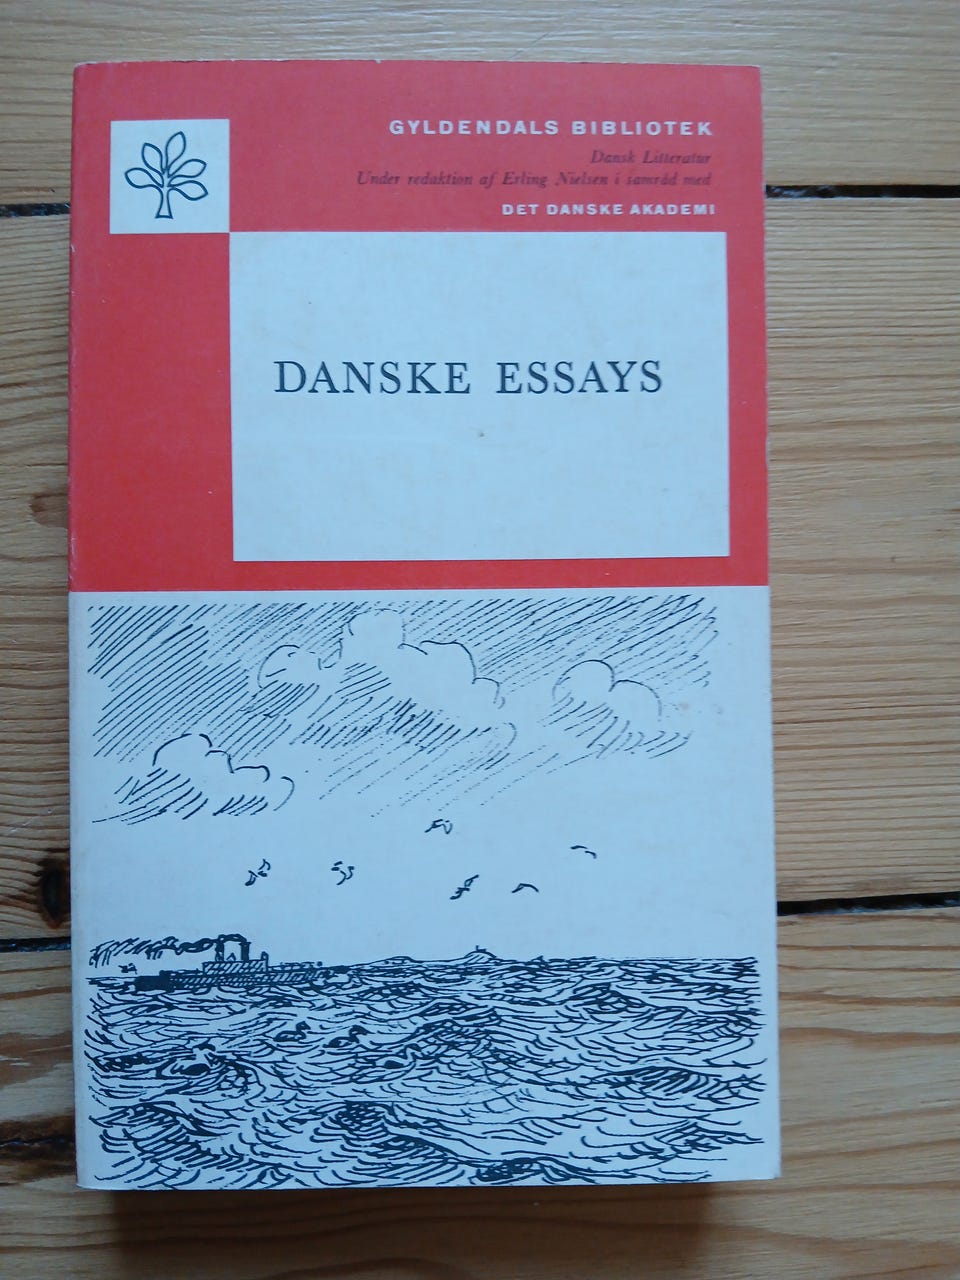 GYLDENDALS BIBLIOTEK
Dansk Litteratur
Under redaktion af Erling Nielsen i samråd med
DET DANSKE AKADEMI
DANSKE ESSAYS